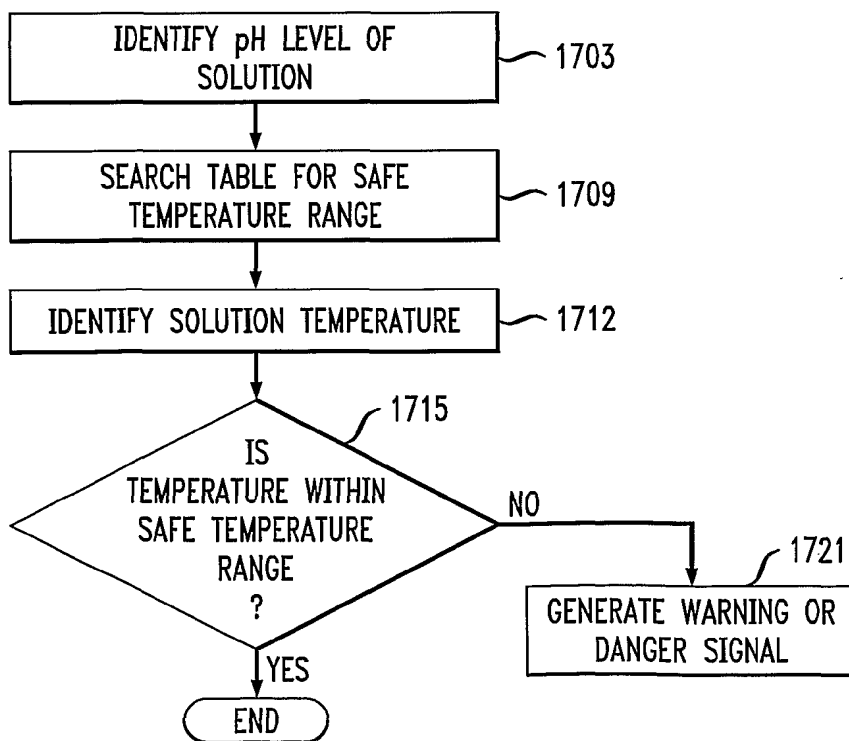 IDENTIFY pH LEVEL OF
SOLUTION
1703
SEARCH TABLE FOR SAFE
TEMPERATURE RANGE
1709
IDENTIFY SOLUTION TEMPERATURE
1712
1715
IS
TEMPERATURE WITHIN
SAFE TEMPERATURE
RANGE
?
NO
1721
GENERATE WARNING OR
DANGER SIGNAL
YES
END